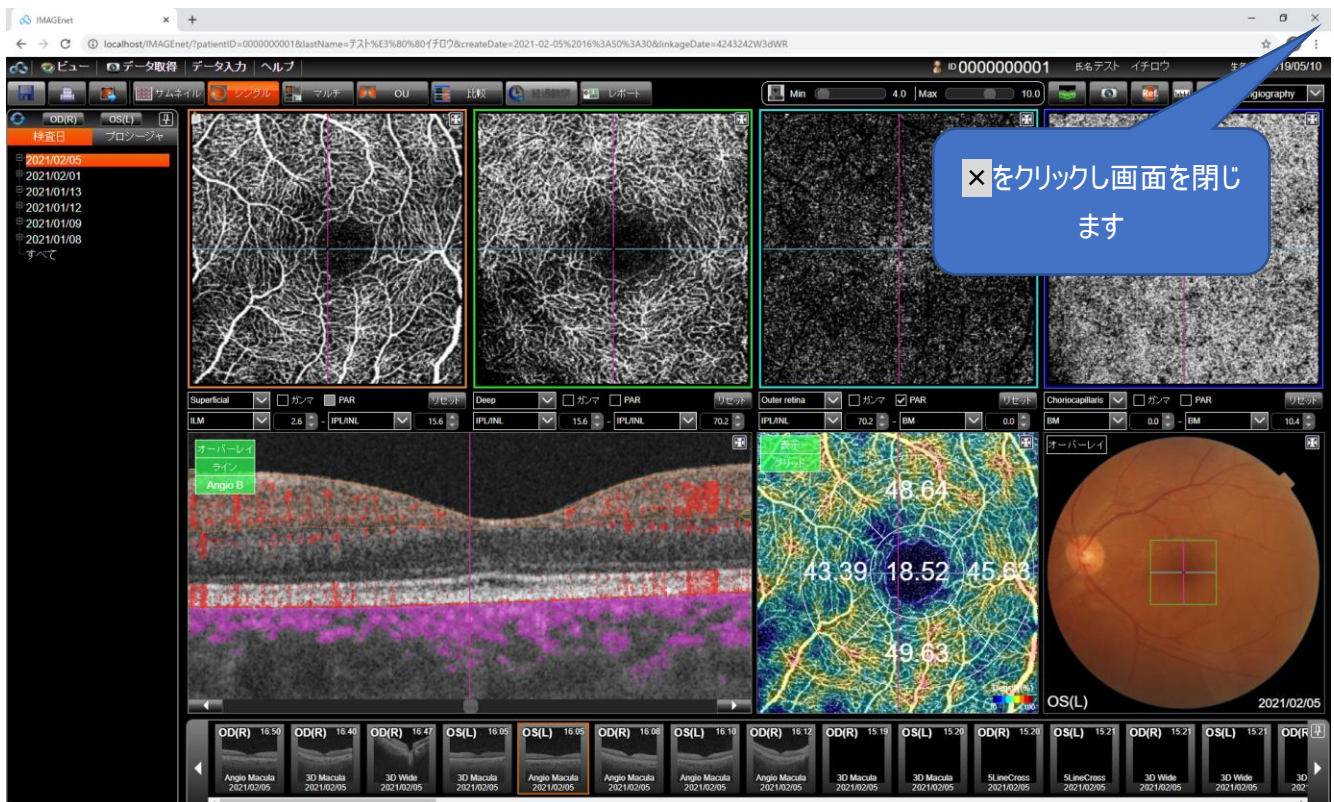 IMAGEnet
localhost/IMAGEnet/?patientID=0000000001&lastName=テスト%E3%80%80イチロウ&createDate=2021-02-05%2016%3A50%3A30&linkageDate=4243242W3dWR
ビュー データ取得 データ入力 ヘルプ ID 0000000001 氏名 テスト イチロウ 19/05/10
サムネイル シングル マルチ OU 比較 レポート Min 4.0 Max 10.0 Ref. giography
OD(R) OS(L)
検査日 プロシージャ
2021/02/05
2021/02/01
2021/01/13
2021/01/12
2021/01/09
2021/01/08
すべて
×をクリックし画面を閉じ
ます
Superficial ガンマ PAR リセット Deep ガンマ PAR リセット Outer retina ガンマ PAR リセット Choriocapillaris ガンマ PAR リセット
ILM 2.6 - IPL/INL 15.6 IPL/INL 15.6 - IPL/INL 70.2 IPL/INL 70.2 - BM 0.0 BM 0.0 - BM 10.4
オーバーレイ
ライン
Angio B
表示
グリッド
48.64
43.39 18.52 45.63
49.63
Density(%)
0 100
オーバーレイ
OS(L) 2021/02/05
OD(R) 16:50 OD(R) 16:40 OD(R) 16:47 OS(L) 16:05 OS(L) 16:05 OD(R) 16:08 OS(L) 16:10 OD(R) 16:12 OD(R) 15:19 OS(L) 15:20 OD(R) 15:20 OS(L) 15:21 OD(R) 15:21 OS(L) 15:21 OD(R
Angio Macula 3D Macula 3D Wide 3D Macula Angio Macula Angio Macula Angio Macula Angio Macula 3D Macula 3D Macula 5LineCross 5LineCross 3D Wide 3D Wide 3D
2021/02/05 2021/02/05 2021/02/05 2021/02/05 2021/02/05 2021/02/05 2021/02/05 2021/02/05 2021/02/05 2021/02/05 2021/02/05 2021/02/05 2021/02/05 2021/02/05 202